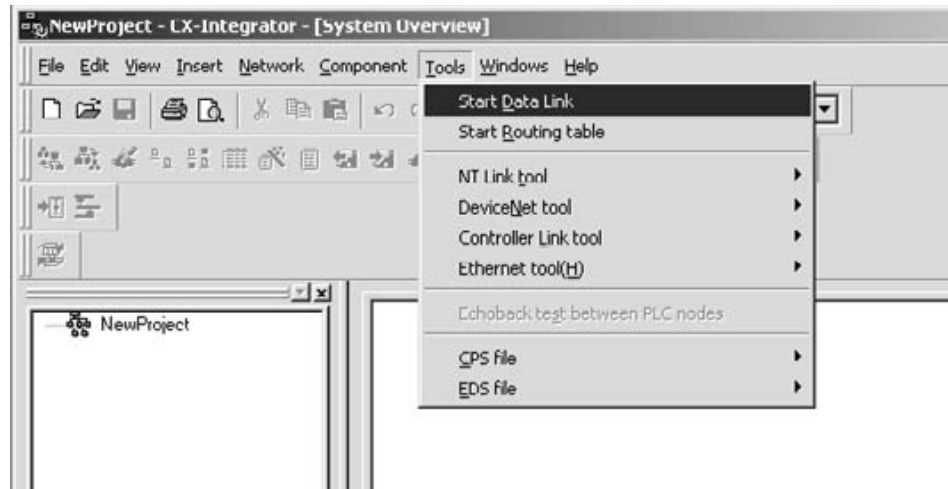 NewProject - CX-Integrator - [System Overview]
File Edit View Insert Network Component Tools Windows Help
Start Data Link
Start Routing table
NT Link tool
DeviceNet tool
Controller Link tool
Ethernet tool(H)
Echoback test between PLC nodes
CPS file
EDS file
NewProject